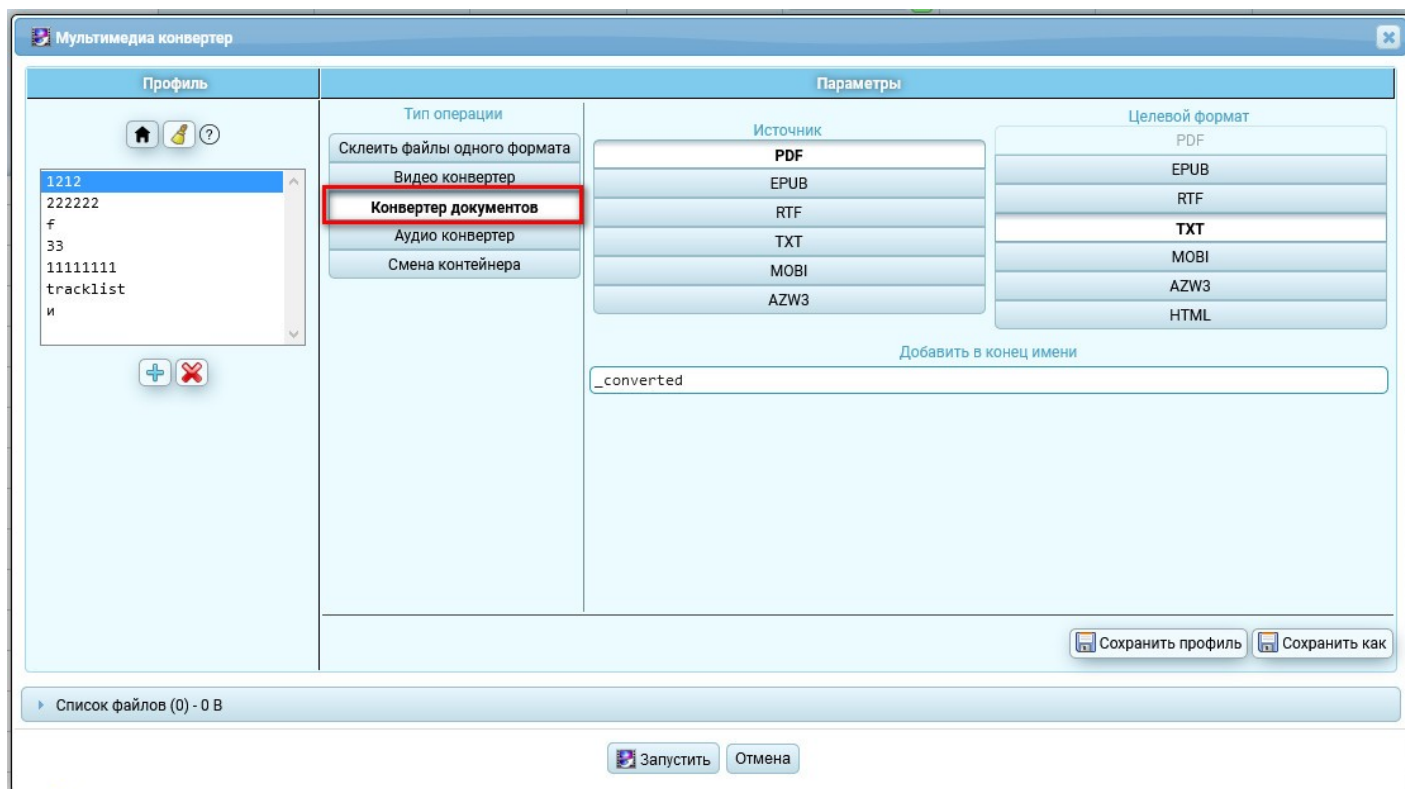 Мультимедиа конвертер
Профиль
Параметры
?
1212
222222
f
33
11111111
tracklist
и
Тип операции
Склеить файлы одного формата
Видео конвертер
Конвертер документов
Аудио конвертер
Смена контейнера
Источник
PDF
EPUB
RTF
TXT
MOBI
AZW3
Целевой формат
PDF
EPUB
RTF
TXT
MOBI
AZW3
HTML
Добавить в конец имени
_converted
Сохранить профиль Сохранить как
Список файлов (0) - 0 B
Запустить Отмена